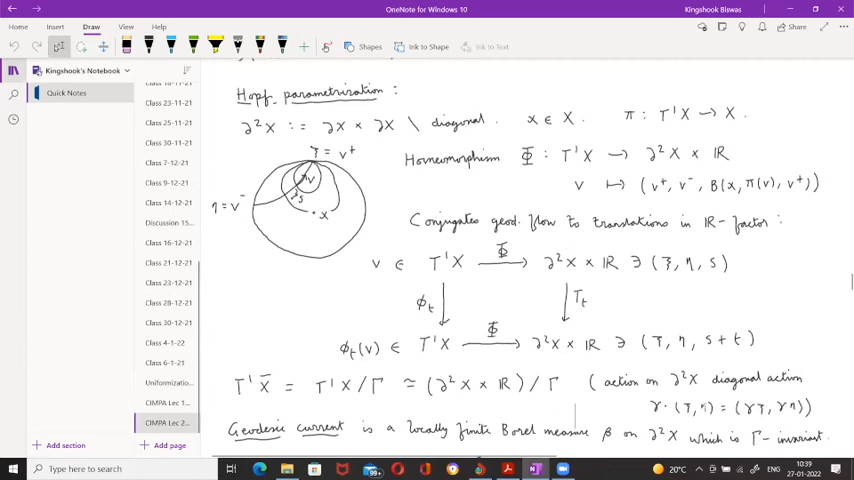 OneNote for Windows 10
Kingshook Biswas
Home Insert Draw View Help
Share
Shapes
Ink to Shape
Ink to Text
Kingshook's Notebook
Quick Notes
Class 23-11-21
Class 25-11-21
Class 30-11-21
Class 7-12-21
Class 9-12-21
Class 14-12-21
Discussion 15...
Class 16-12-21
Class 21-12-21
Class 23-12-21
Class 28-12-21
Class 30-12-21
Class 4-1-22
Class 6-1-21
Uniformizatio...
CIMPA Lec 1...
CIMPA Lec 2...
Add section
Add page
Hopf parametrization :
∂²X := ∂X × ∂X \ diagonal. x ∈ X π : T¹X → X.
ξ = v⁺
η = v⁻
v
s
x
Homeomorphism Φ : T¹X → ∂²X × ℝ
v ↦ (v⁺, v⁻, B(x, π(v), v⁺))
Conjugates geod. flow to translations in ℝ-factor :
v ∈ T¹X —Φ→ ∂²X × ℝ ∋ (ξ, η, s)
ϕt ↓ ↓ Tt
ϕt(v) ∈ T¹X —Φ→ ∂²X × ℝ ∋ (ξ, η, s+t)
T¹X̄ = T¹X/Γ ≃ (∂²X × ℝ)/Γ (action on ∂²X diagonal action
γ·(ξ,η) = (γξ, γη))
Geodesic current is a locally finite Borel measure β on ∂²X which is Γ-invariant.
Type here to search
99+
20°C
ENG
10:39
27-01-2022